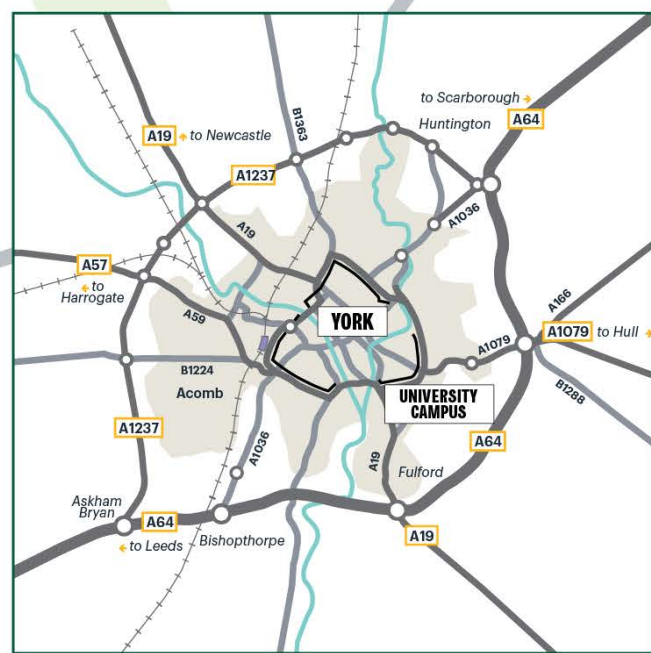 to Scarborough →
A64
Huntington
B1363
A19
↑ to Newcastle
A1237
A1036
A19
A57
← to
Harrogate
A59
YORK
A166
A1079
to Hull →
A1079
B1288
B1224
Acomb
UNIVERSITY
CAMPUS
A1237
A1036
A19
A64
Fulford
Askham
Bryan
A64
← to Leeds
Bishopthorpe
A19